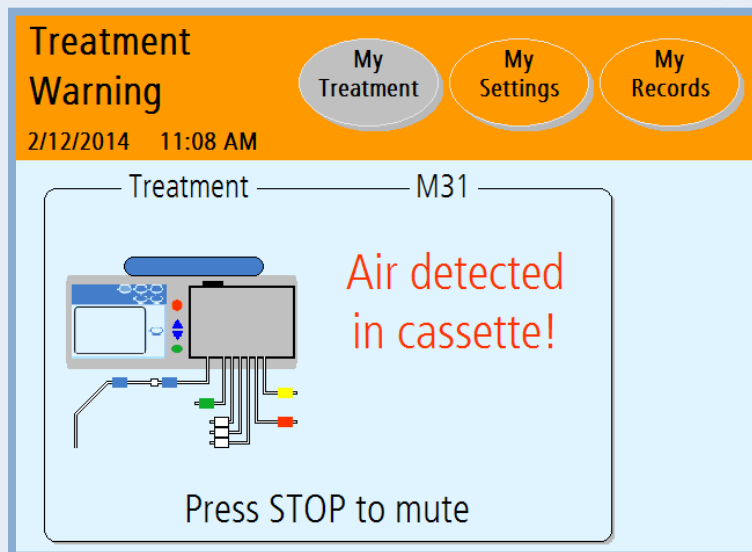 Treatment
Warning
2/12/2014 11:08 AM
My
Treatment
My
Settings
My
Records
Treatment M31
Air detected
in cassette!
Press STOP to mute